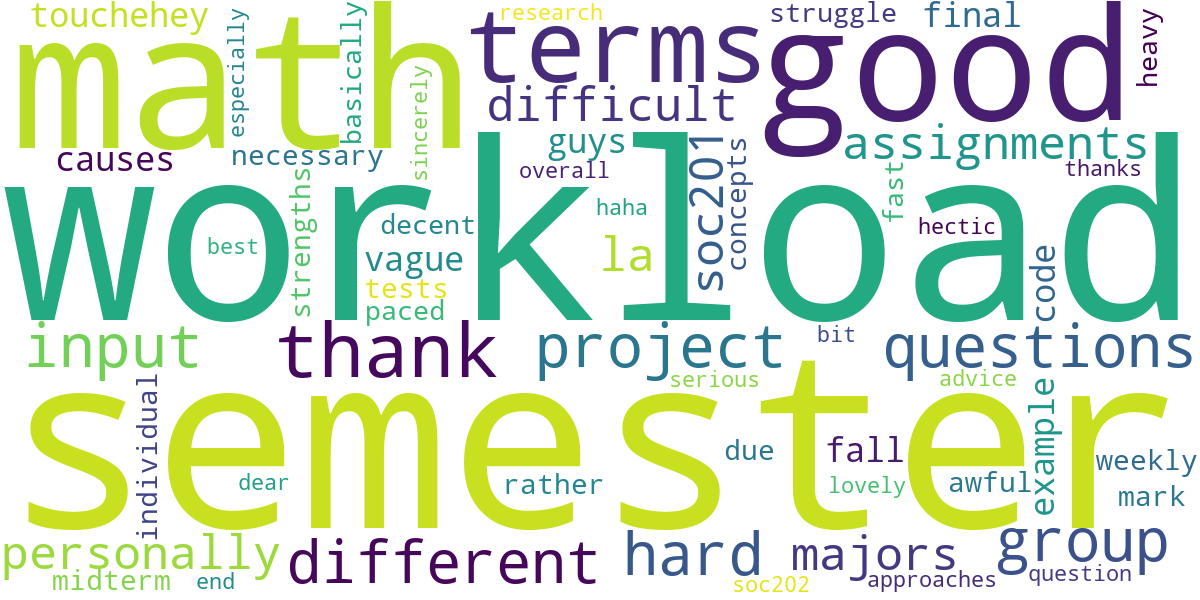 touchehey
research
struggle
final
heavy
math
especially
basically
sincerely
terms
good
difficult
guys
assignments
causes
necessary
overall
soc201
concepts
fast
thanks
workload
strengths
decent
haha
hectic
best
vague
la
tests
paced
code
input
thank
project
bit
questions
semester
serious
advice
individual
example
due
fall
weekly
dear
rather
lovely
awful
mark
personally
different
hard
majors
group
midterm
end
soc202
approaches
question